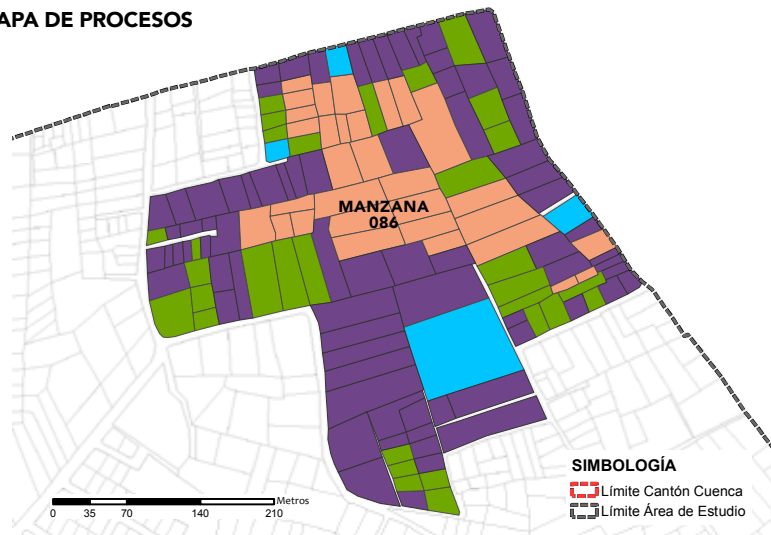 APA DE PROCESOS
MANZANA
086
SIMBOLOGÍA
Límite Cantón Cuenca
Límite Área de Estudio
Metros
0 35 70 140 210